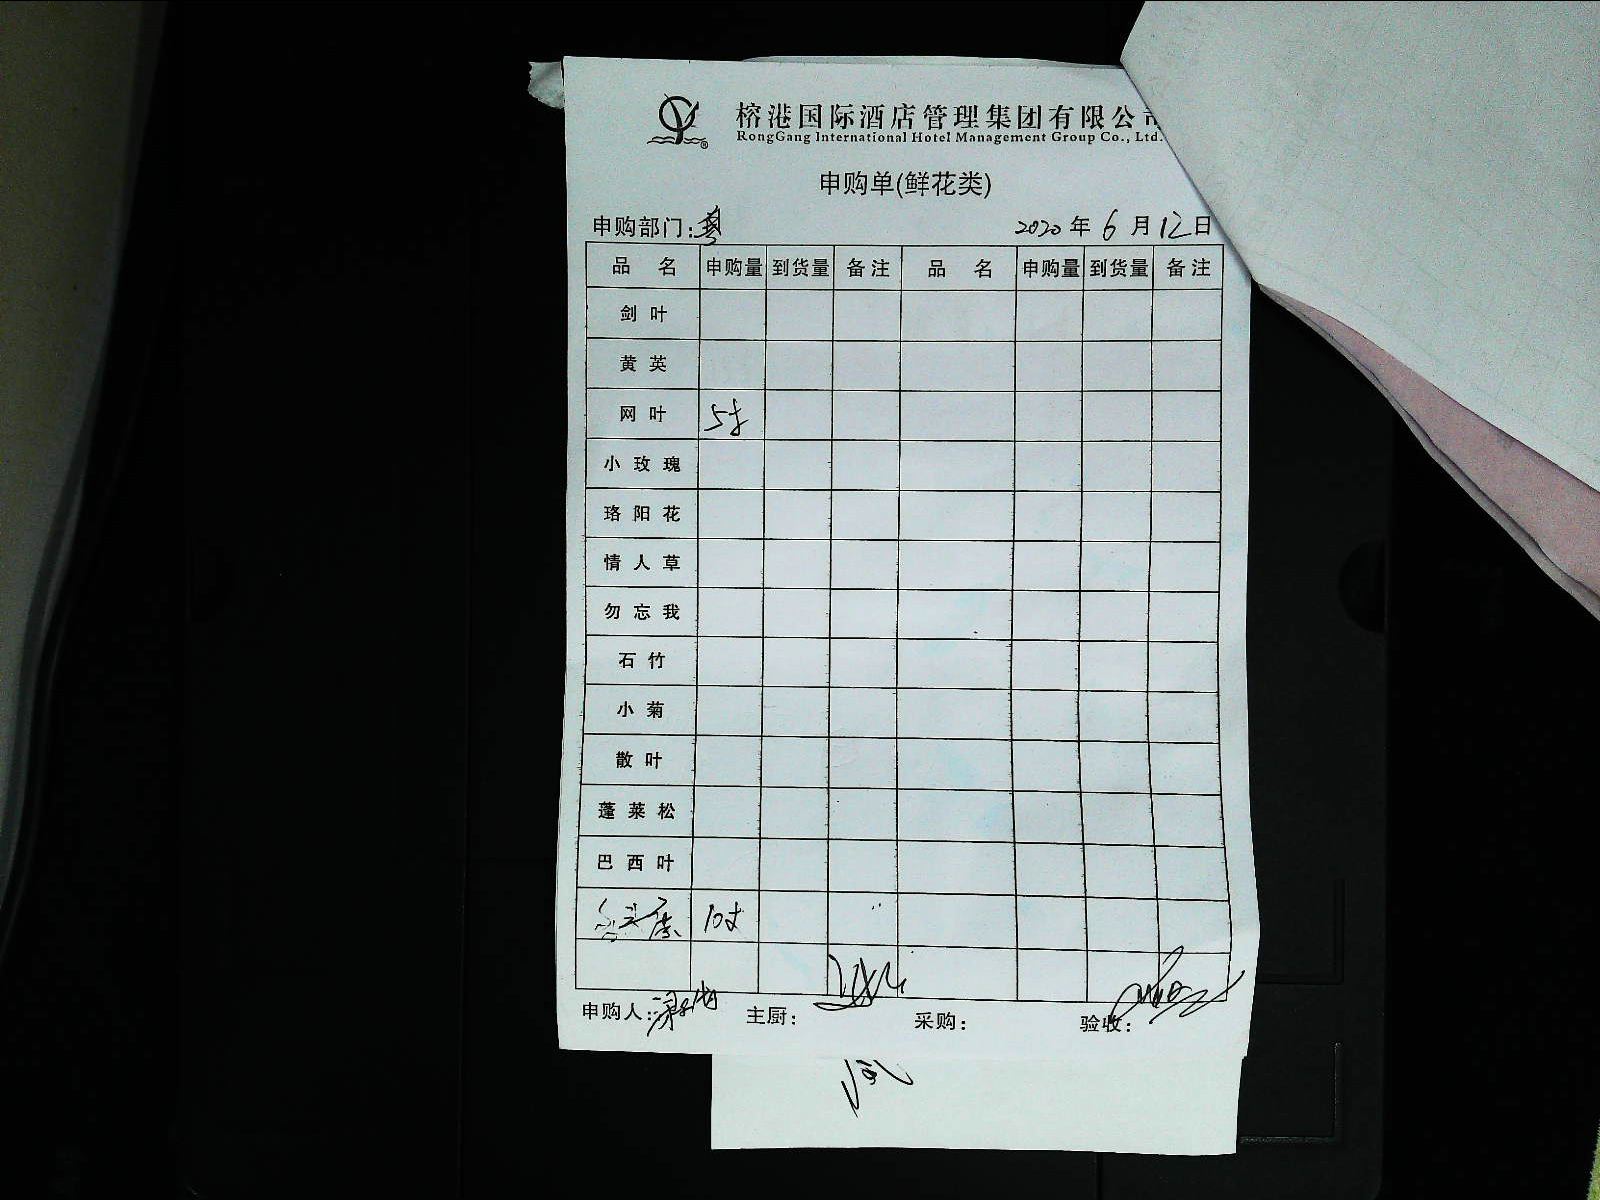 榕港国际酒店管理集团有限公司
RongGang International Hotel Management Group Co., Ltd.
申购单(鲜花类)
申购部门: 2020年6月12日
品名 申购量 到货量 备注 品名 申购量 到货量 备注
剑叶
黄英
网叶 5扎
小玫瑰
珞阳花
情人草
勿忘我
石竹
小菊
散叶
蓬莱松
巴西叶
10扎
申购人: 主厨: 采购: 验收: